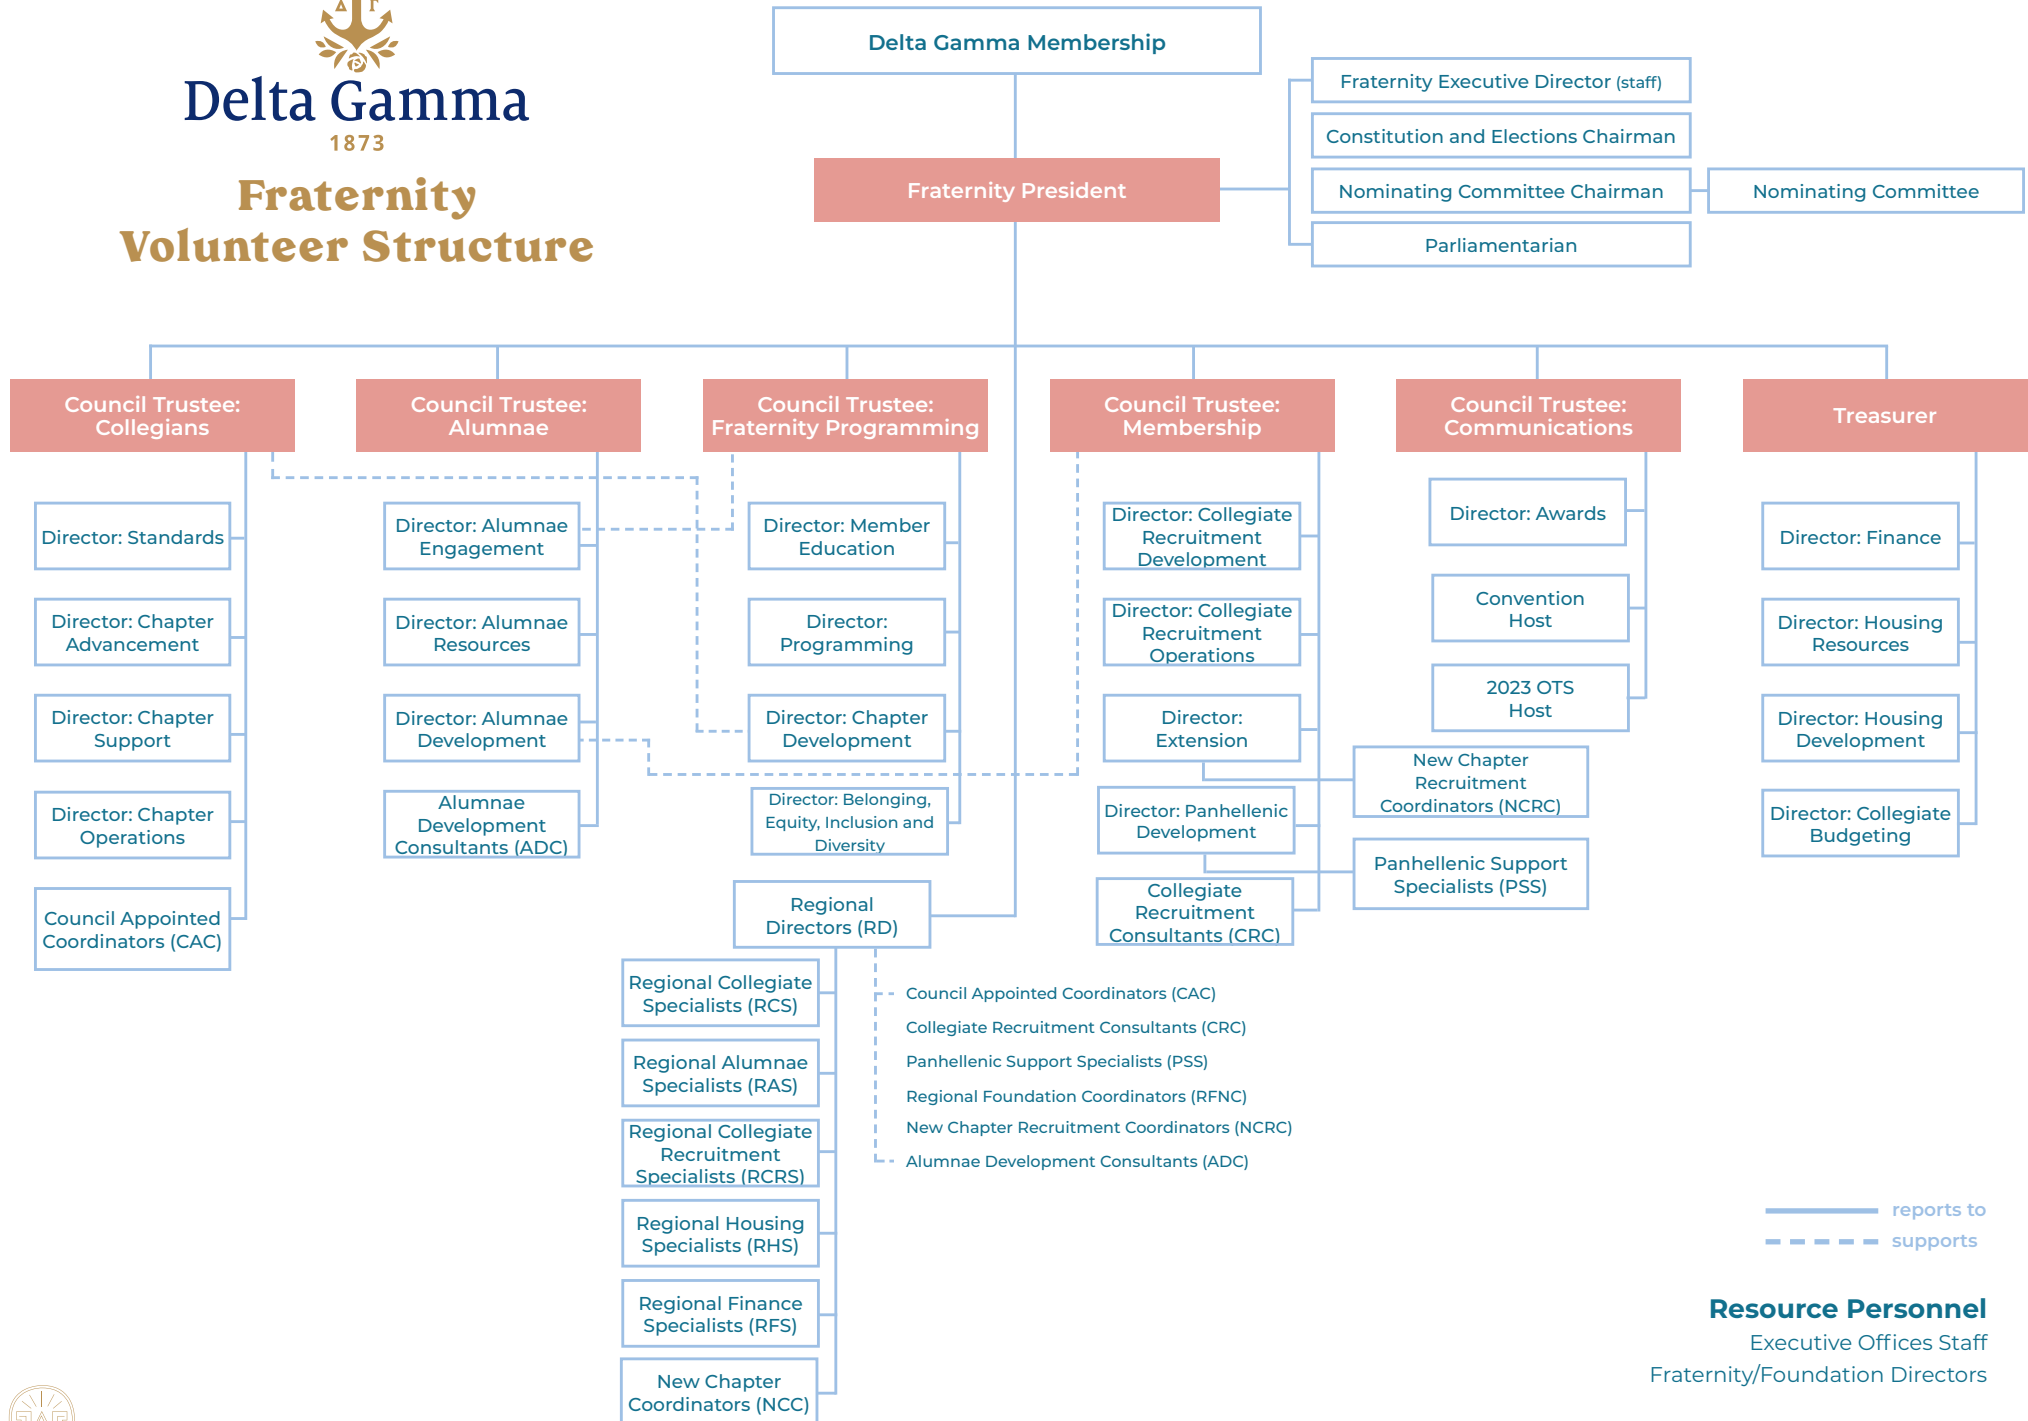 Δ Γ
Delta Gamma
1873
Fraternity
Volunteer Structure
Delta Gamma Membership
Fraternity President
Fraternity Executive Director (staff)
Constitution and Elections Chairman
Nominating Committee Chairman
Nominating Committee
Parliamentarian
Council Trustee:
Collegians
Council Trustee:
Alumnae
Council Trustee:
Fraternity Programming
Council Trustee:
Membership
Council Trustee:
Communications
Treasurer
Director: Standards
Director: Chapter
Advancement
Director: Chapter
Support
Director: Chapter
Operations
Council Appointed
Coordinators (CAC)
Director: Alumnae
Engagement
Director: Alumnae
Resources
Director: Alumnae
Development
Alumnae
Development
Consultants (ADC)
Director: Member
Education
Director:
Programming
Director: Chapter
Development
Director: Belonging,
Equity, Inclusion and
Diversity
Director: Collegiate
Recruitment
Development
Director: Collegiate
Recruitment
Operations
Director:
Extension
New Chapter
Recruitment
Coordinators (NCRC)
Director: Panhellenic
Development
Panhellenic Support
Specialists (PSS)
Collegiate
Recruitment
Consultants (CRC)
Director: Awards
Convention
Host
2023 OTS
Host
Director: Finance
Director: Housing
Resources
Director: Housing
Development
Director: Collegiate
Budgeting
Regional
Directors (RD)
Regional Collegiate
Specialists (RCS)
Regional Alumnae
Specialists (RAS)
Regional Collegiate
Recruitment
Specialists (RCRS)
Regional Housing
Specialists (RHS)
Regional Finance
Specialists (RFS)
New Chapter
Coordinators (NCC)
Council Appointed Coordinators (CAC)
Collegiate Recruitment Consultants (CRC)
Panhellenic Support Specialists (PSS)
Regional Foundation Coordinators (RFNC)
New Chapter Recruitment Coordinators (NCRC)
Alumnae Development Consultants (ADC)
reports to
supports
Resource Personnel
Executive Offices Staff
Fraternity/Foundation Directors